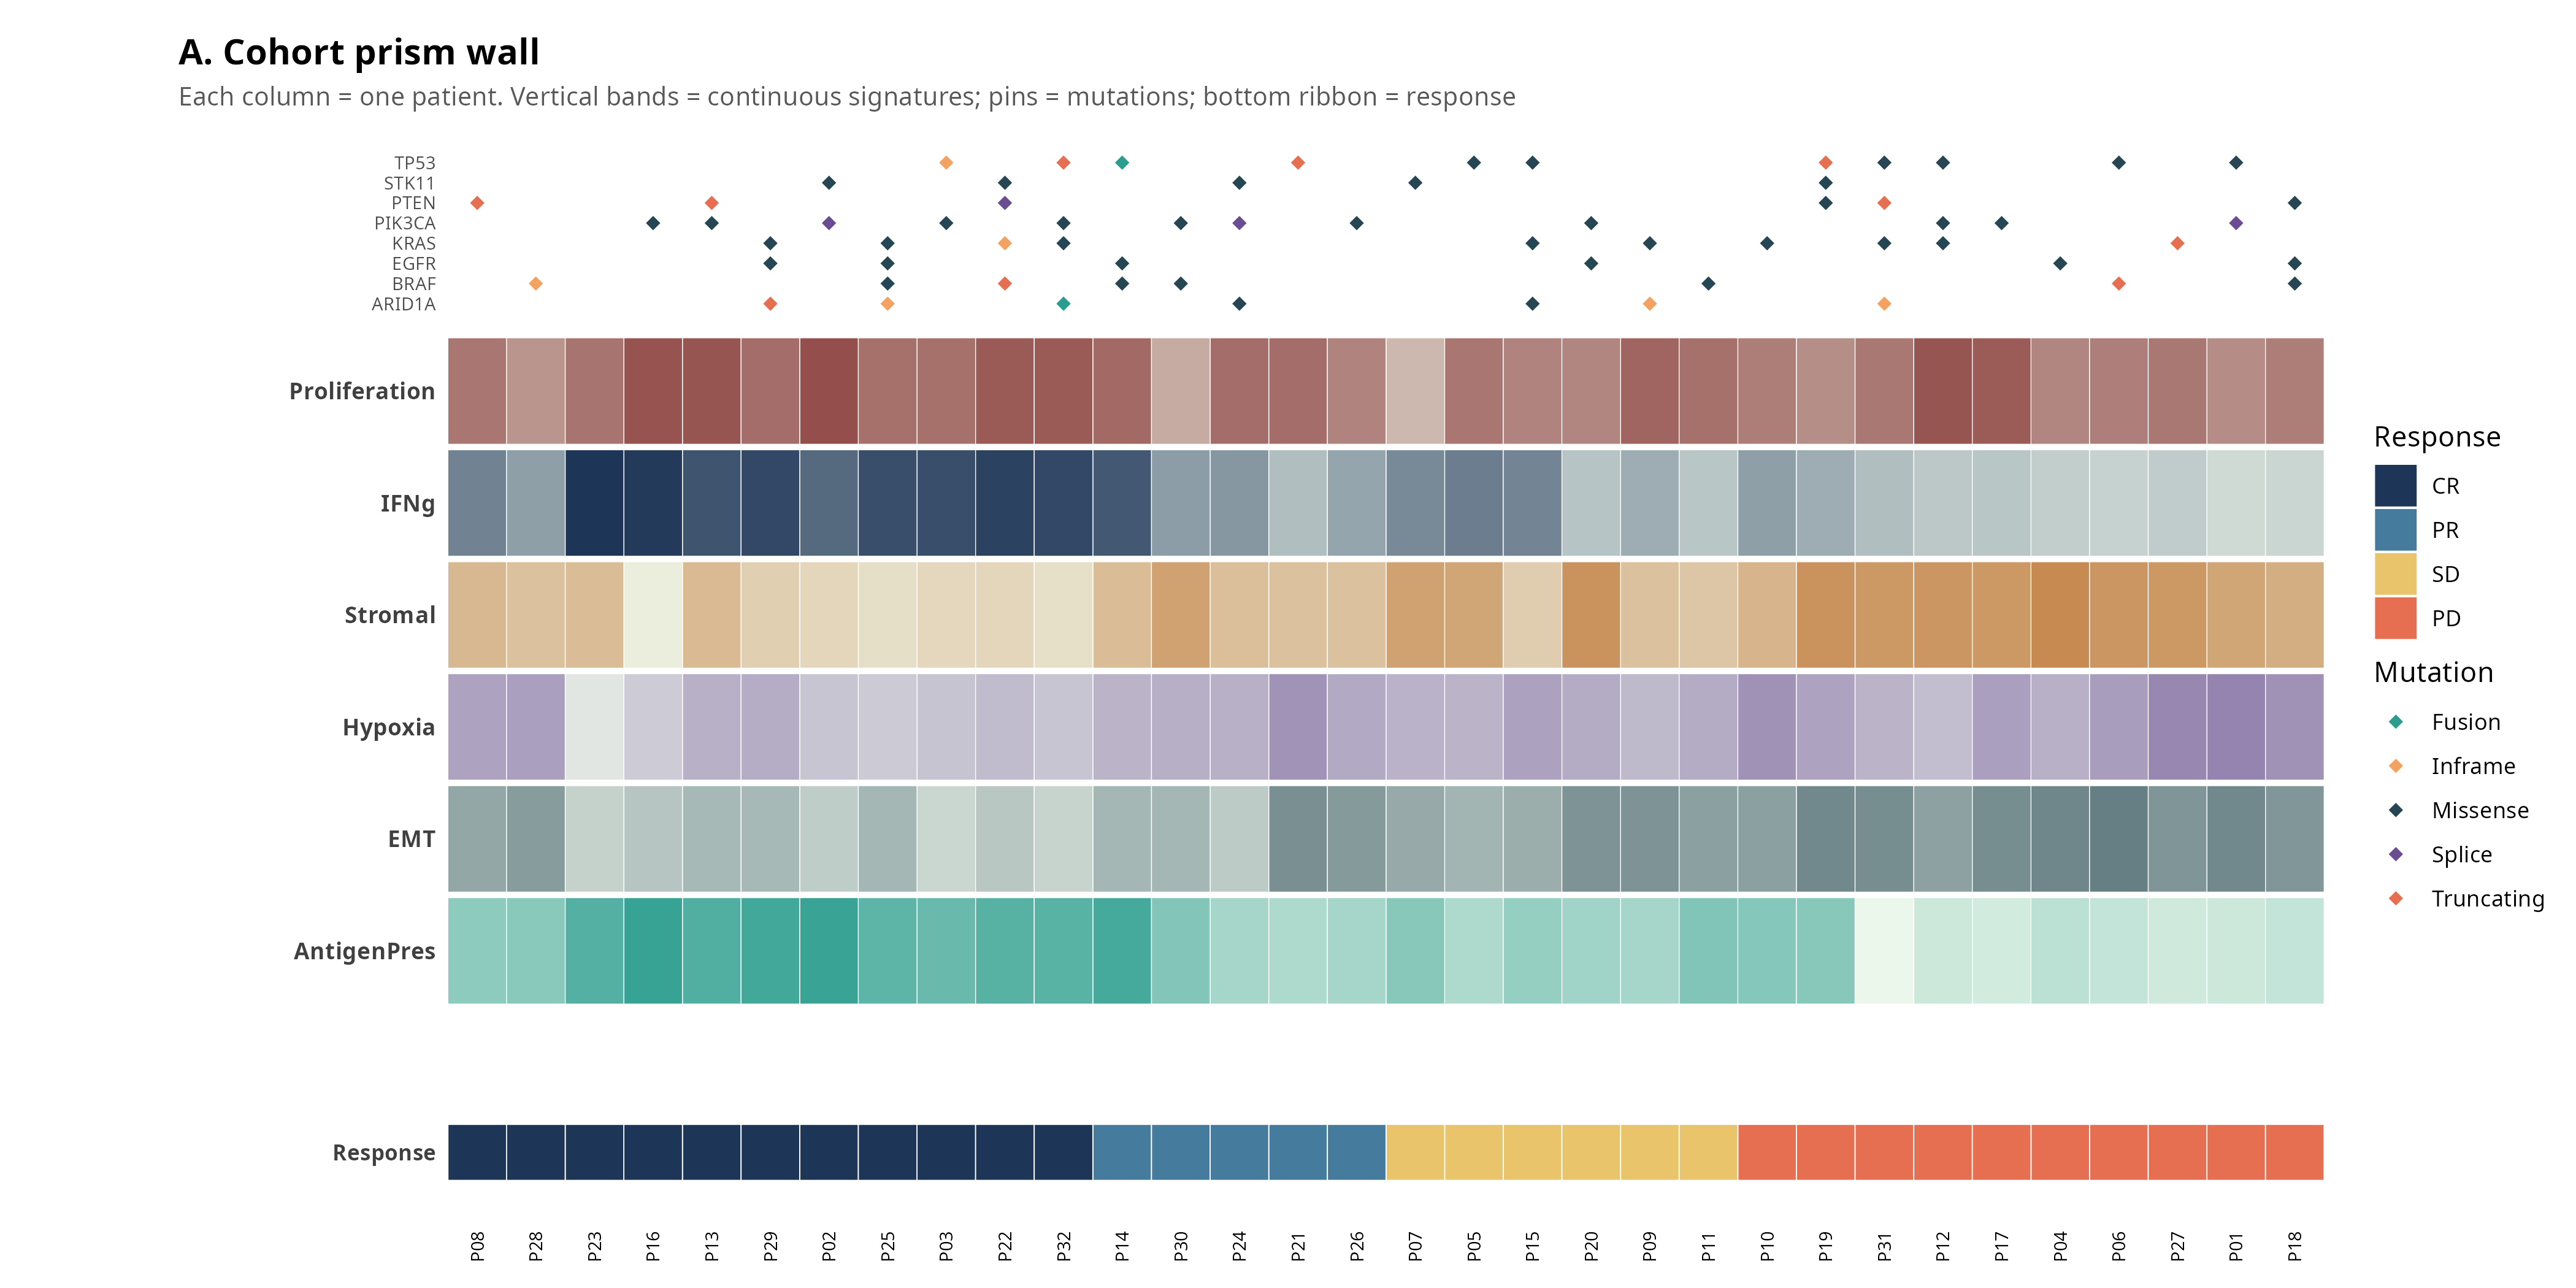 A. Cohort prism wall
Each column = one patient. Vertical bands = continuous signatures; pins = mutations; bottom ribbon = response
TP53
STK11
PTEN
PIK3CA
KRAS
EGFR
BRAF
ARID1A
Proliferation
IFNg
Stromal
Hypoxia
EMT
AntigenPres
Response
P08
P28
P23
P16
P13
P29
P02
P25
P03
P22
P32
P14
P30
P24
P21
P26
P07
P05
P15
P20
P09
P11
P10
P19
P31
P12
P17
P04
P06
P27
P01
P18
Response
CR
PR
SD
PD
Mutation
Fusion
Inframe
Missense
Splice
Truncating